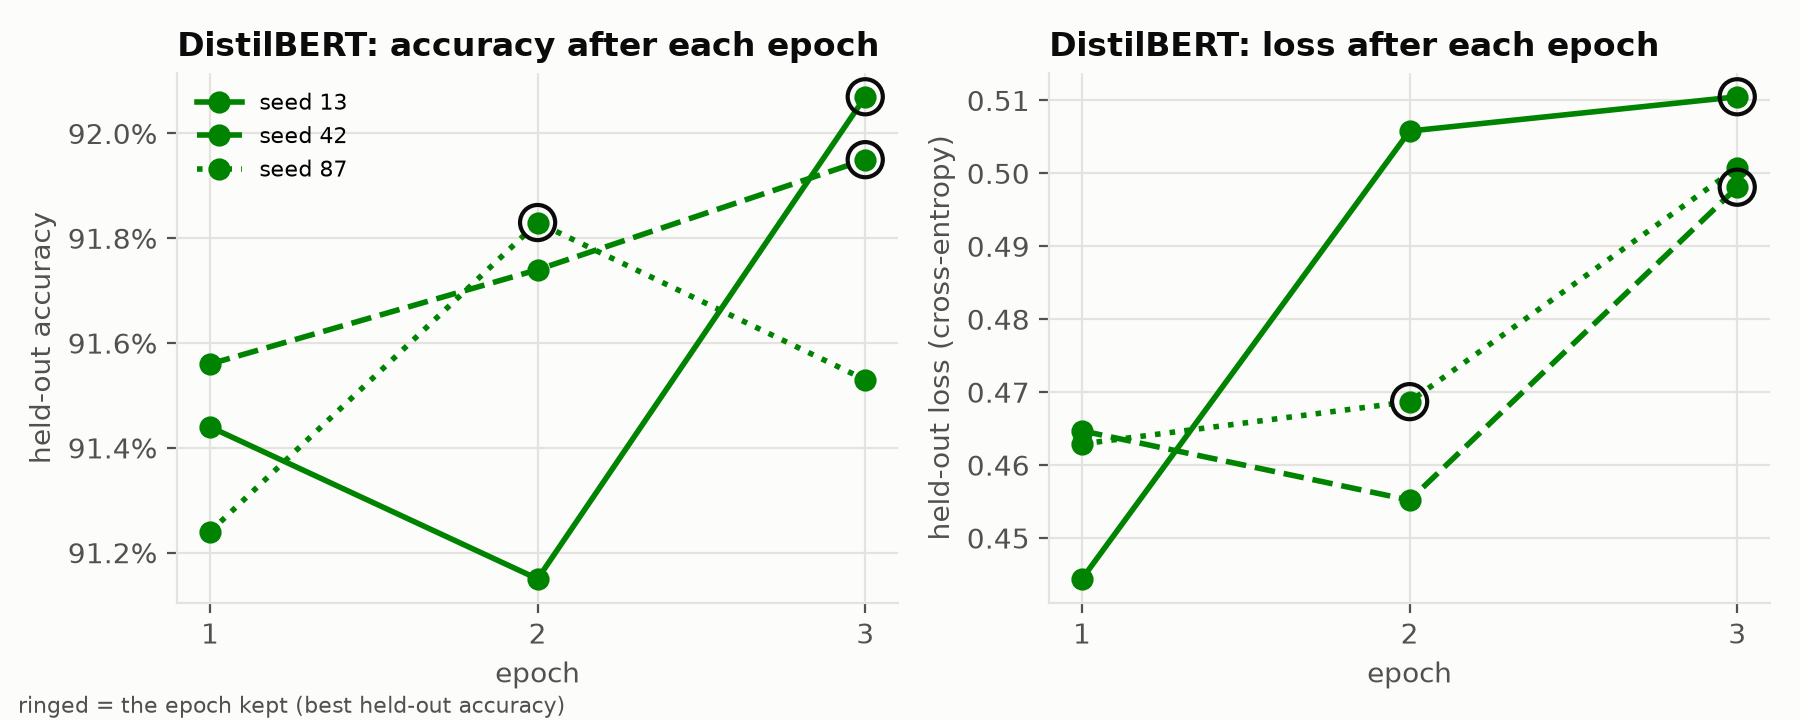 DistilBERT: accuracy after each epoch
seed 13
seed 42
seed 87
92.0%
91.8%
91.6%
91.4%
91.2%
held-out accuracy
1
2
3
epoch
DistilBERT: loss after each epoch
0.51
0.50
0.49
0.48
0.47
0.46
0.45
held-out loss (cross-entropy)
1
2
3
epoch
ringed = the epoch kept (best held-out accuracy)